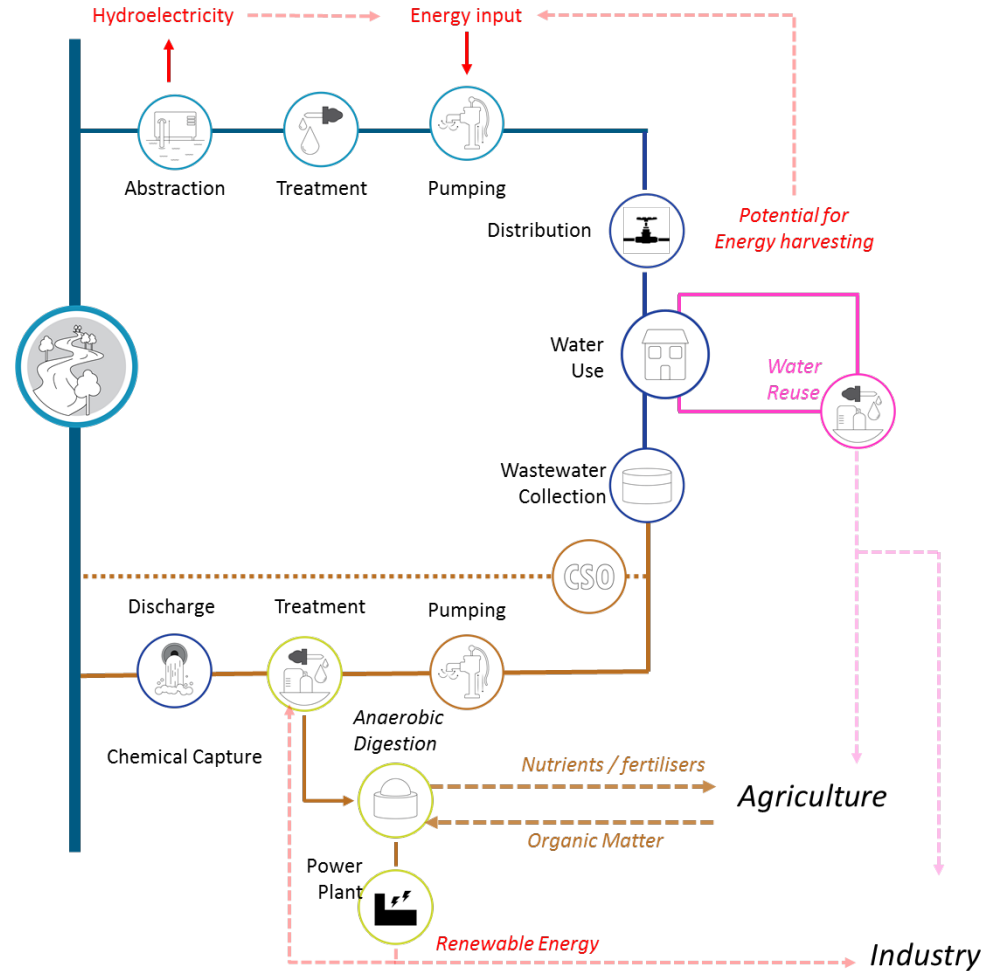 Hydroelectricity
Energy input
Abstraction
Treatment
Pumping
Distribution
Potential for
Energy harvesting
Water
Use
Water
Reuse
Wastewater
Collection
CSO
Discharge
Treatment
Pumping
Chemical Capture
Anaerobic
Digestion
Nutrients / fertilisers
Agriculture
Organic Matter
Power
Plant
Renewable Energy
Industry